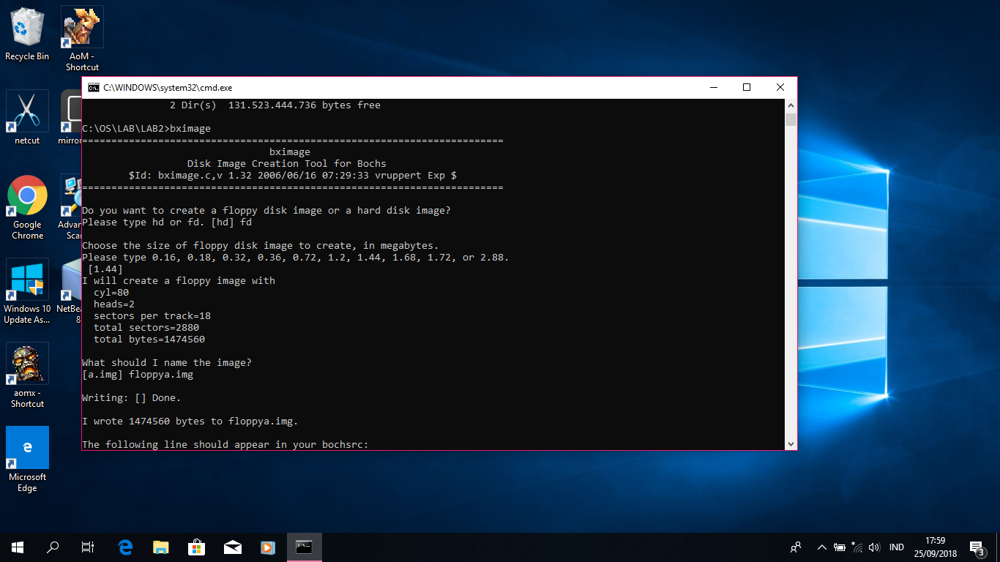 Recycle Bin
AoM -
Shortcut
netcut
mirror
Google
Chrome
Advan
Sca
Windows 10
Update As...
NetBea
8
aomx -
Shortcut
Microsoft
Edge
C:\WINDOWS\system32\cmd.exe
2 Dir(s)  131.523.444.736 bytes free
C:\OS\LAB\LAB2>bximage
========================================================================
bximage
Disk Image Creation Tool for Bochs
$Id: bximage.c,v 1.32 2006/06/16 07:29:33 vruppert Exp $
========================================================================
Do you want to create a floppy disk image or a hard disk image?
Please type hd or fd. [hd] fd
Choose the size of floppy disk image to create, in megabytes.
Please type 0.16, 0.18, 0.32, 0.36, 0.72, 1.2, 1.44, 1.68, 1.72, or 2.88.
[1.44]
I will create a floppy image with
cyl=80
heads=2
sectors per track=18
total sectors=2880
total bytes=1474560
What should I name the image?
[a.img] floppya.img
Writing: [] Done.
I wrote 1474560 bytes to floppya.img.
The following line should appear in your bochsrc:
IND
17:59
25/09/2018
3